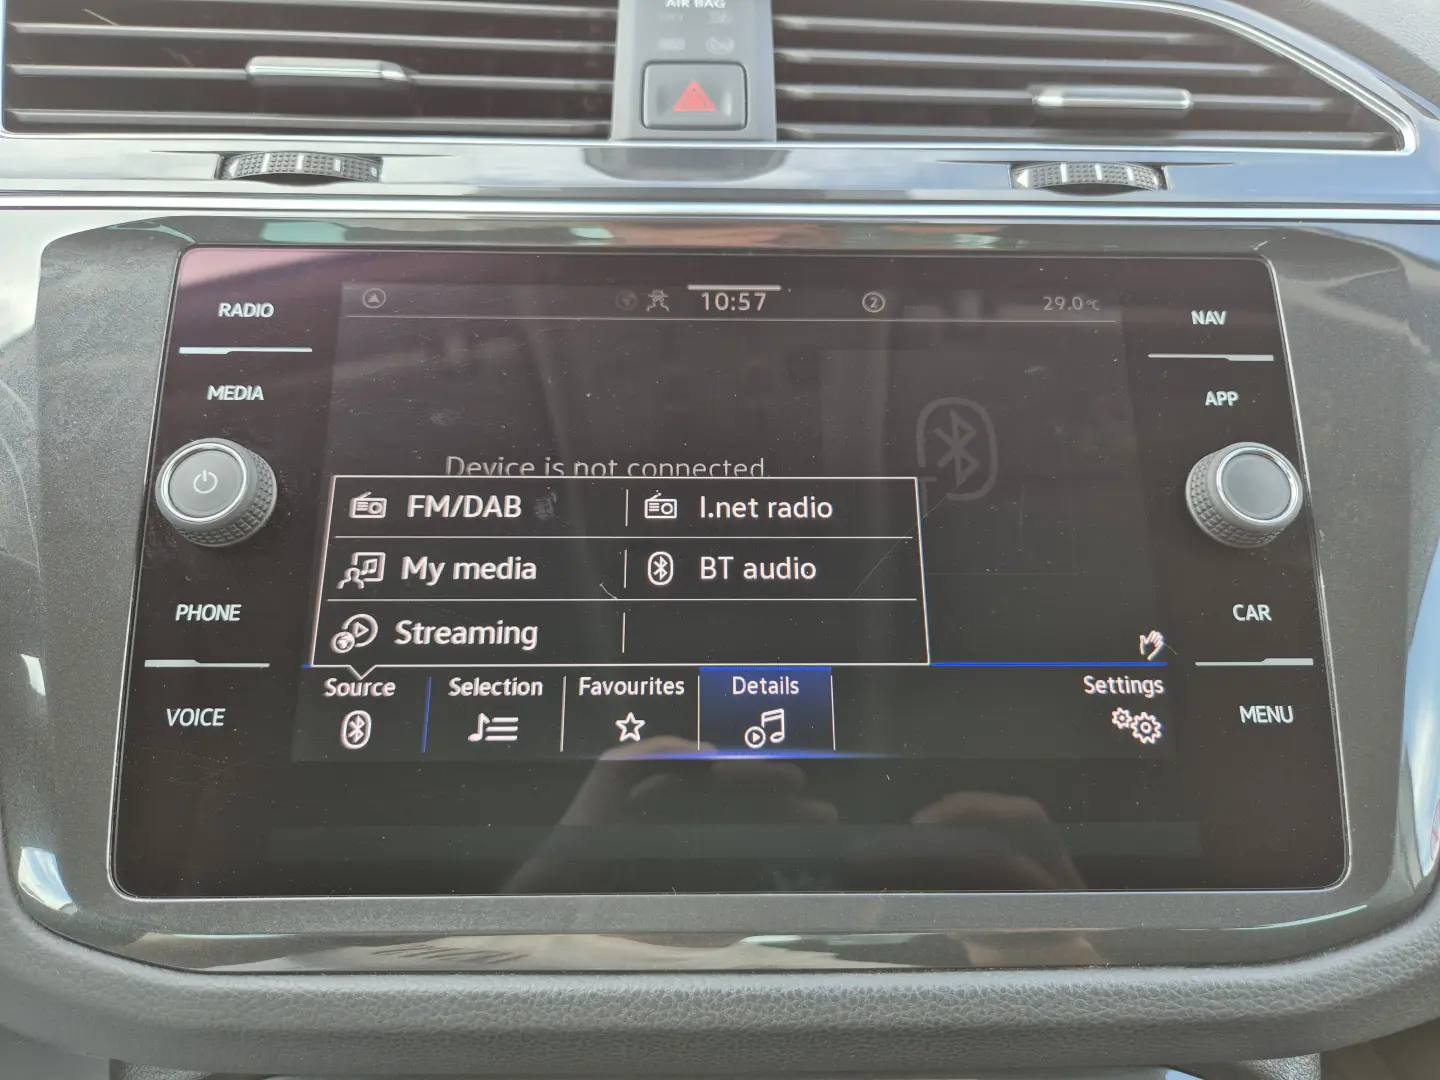 AIR BAG
RADIO
MEDIA
PHONE
VOICE
10:57
2
29.0°C
Device is not connected.
FM/DAB
I.net radio
My media
BT audio
Streaming
Source
Selection
Favourites
Details
Settings
NAV
APP
CAR
MENU